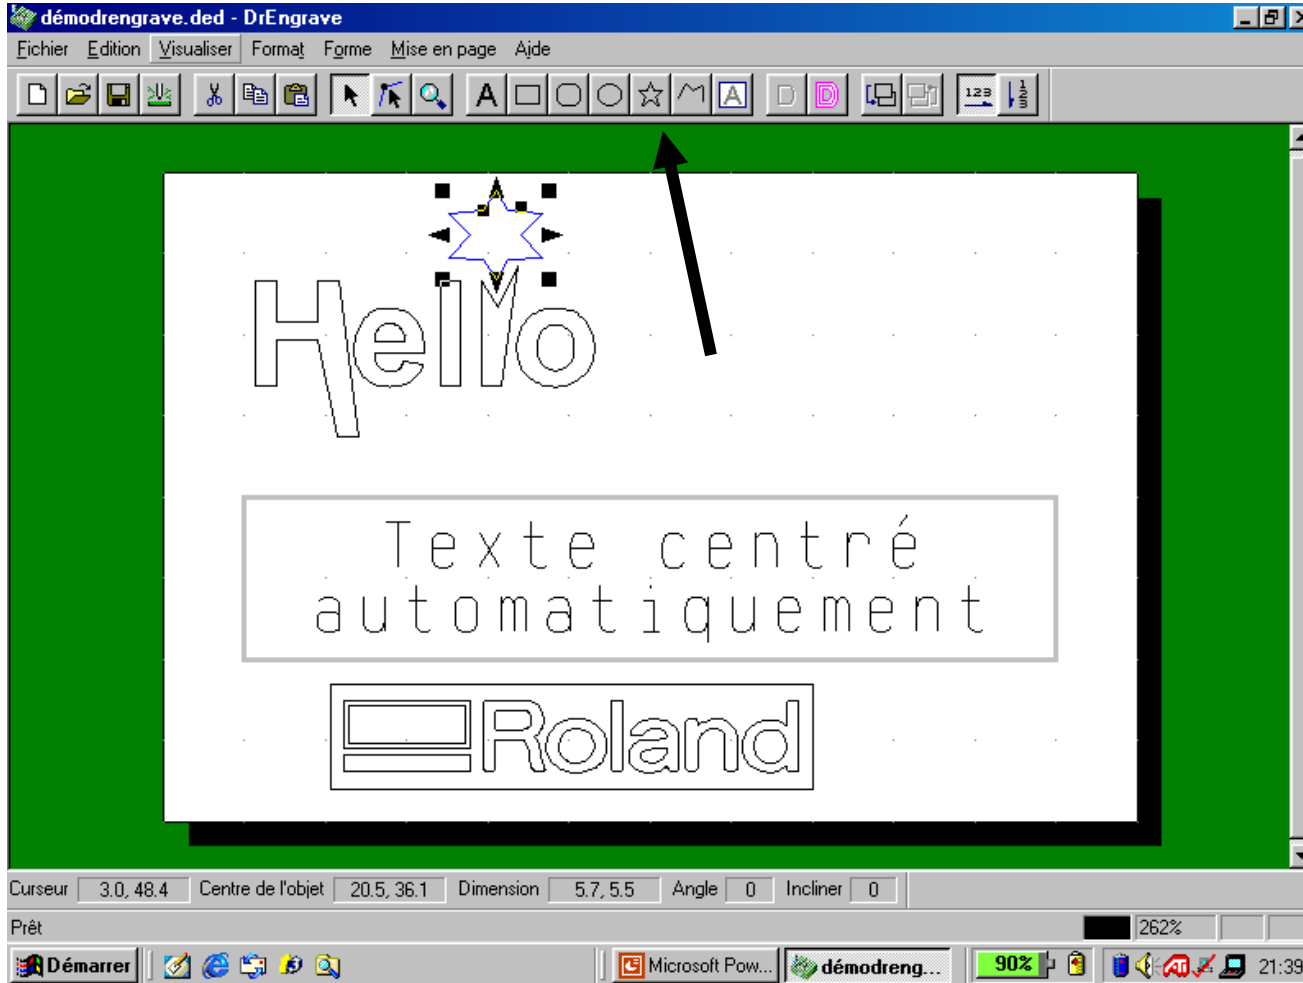 démodrengrave.ded - DrEngrave
Fichier Edition Visualiser Format Forme Mise en page Aide
A A D D 123 123
Hello
Texte centré
automatiquement
Roland
Curseur 3.0, 48.4 Centre de l'objet 20.5, 36.1 Dimension 5.7, 5.5 Angle 0 Incliner 0
Prêt 262%
Démarrer Microsoft Pow... démodreng... 90% 21:39